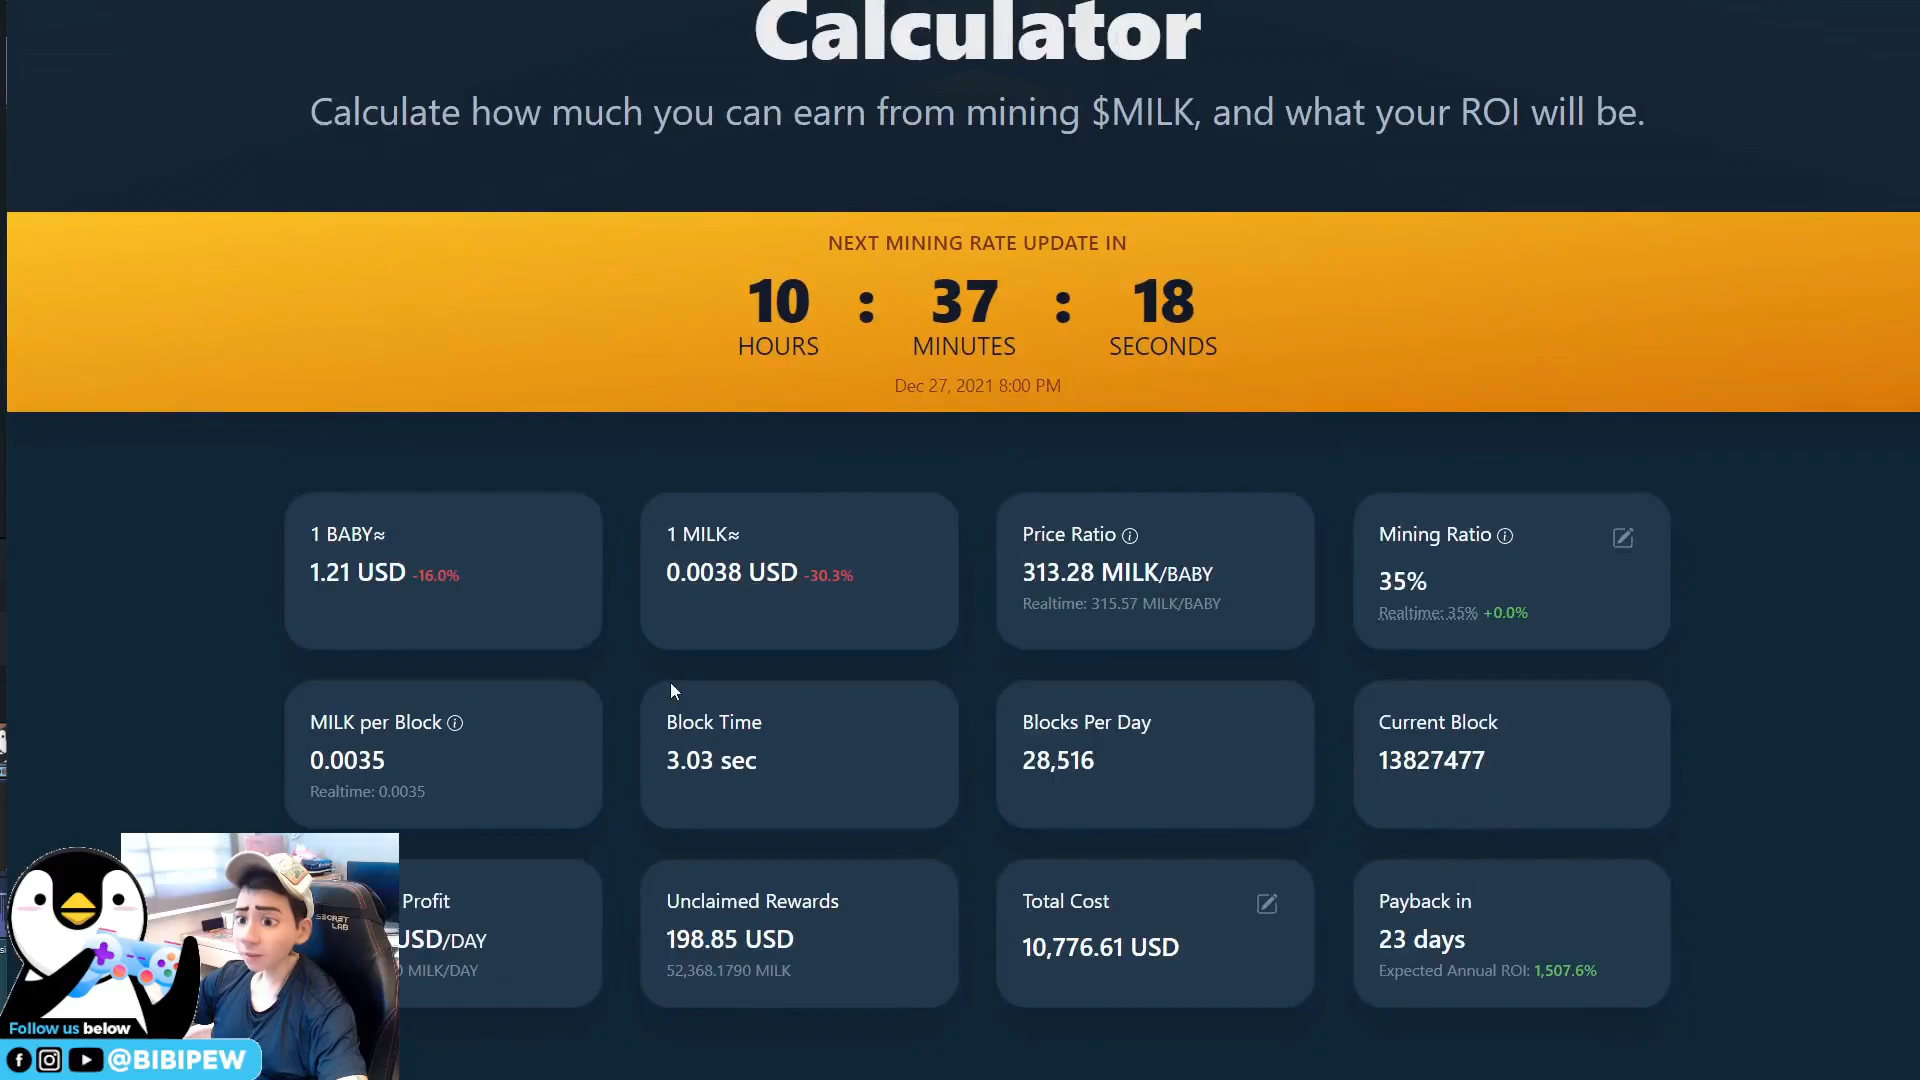 Calculator
Calculate how much you can earn from mining $MILK, and what your ROI will be.
NEXT MINING RATE UPDATE IN
10 : 37 : 18
HOURS MINUTES SECONDS
Dec 27, 2021 8:00 PM
1 BABY≈
1.21 USD -16.0%
1 MILK≈
0.0038 USD -30.3%
Price Ratio
313.28 MILK/BABY
Realtime: 315.57 MILK/BABY
Mining Ratio
35%
Realtime: 35% +0.0%
MILK per Block
0.0035
Realtime: 0.0035
Block Time
3.03 sec
Blocks Per Day
28,516
Current Block
13827477
Profit
USD/DAY
MILK/DAY
Unclaimed Rewards
198.85 USD
52,368.1790 MILK
Total Cost
10,776.61 USD
Payback in
23 days
Expected Annual ROI: 1,507.6%
SECRET
LAB
Follow us below
@BIBIPEW